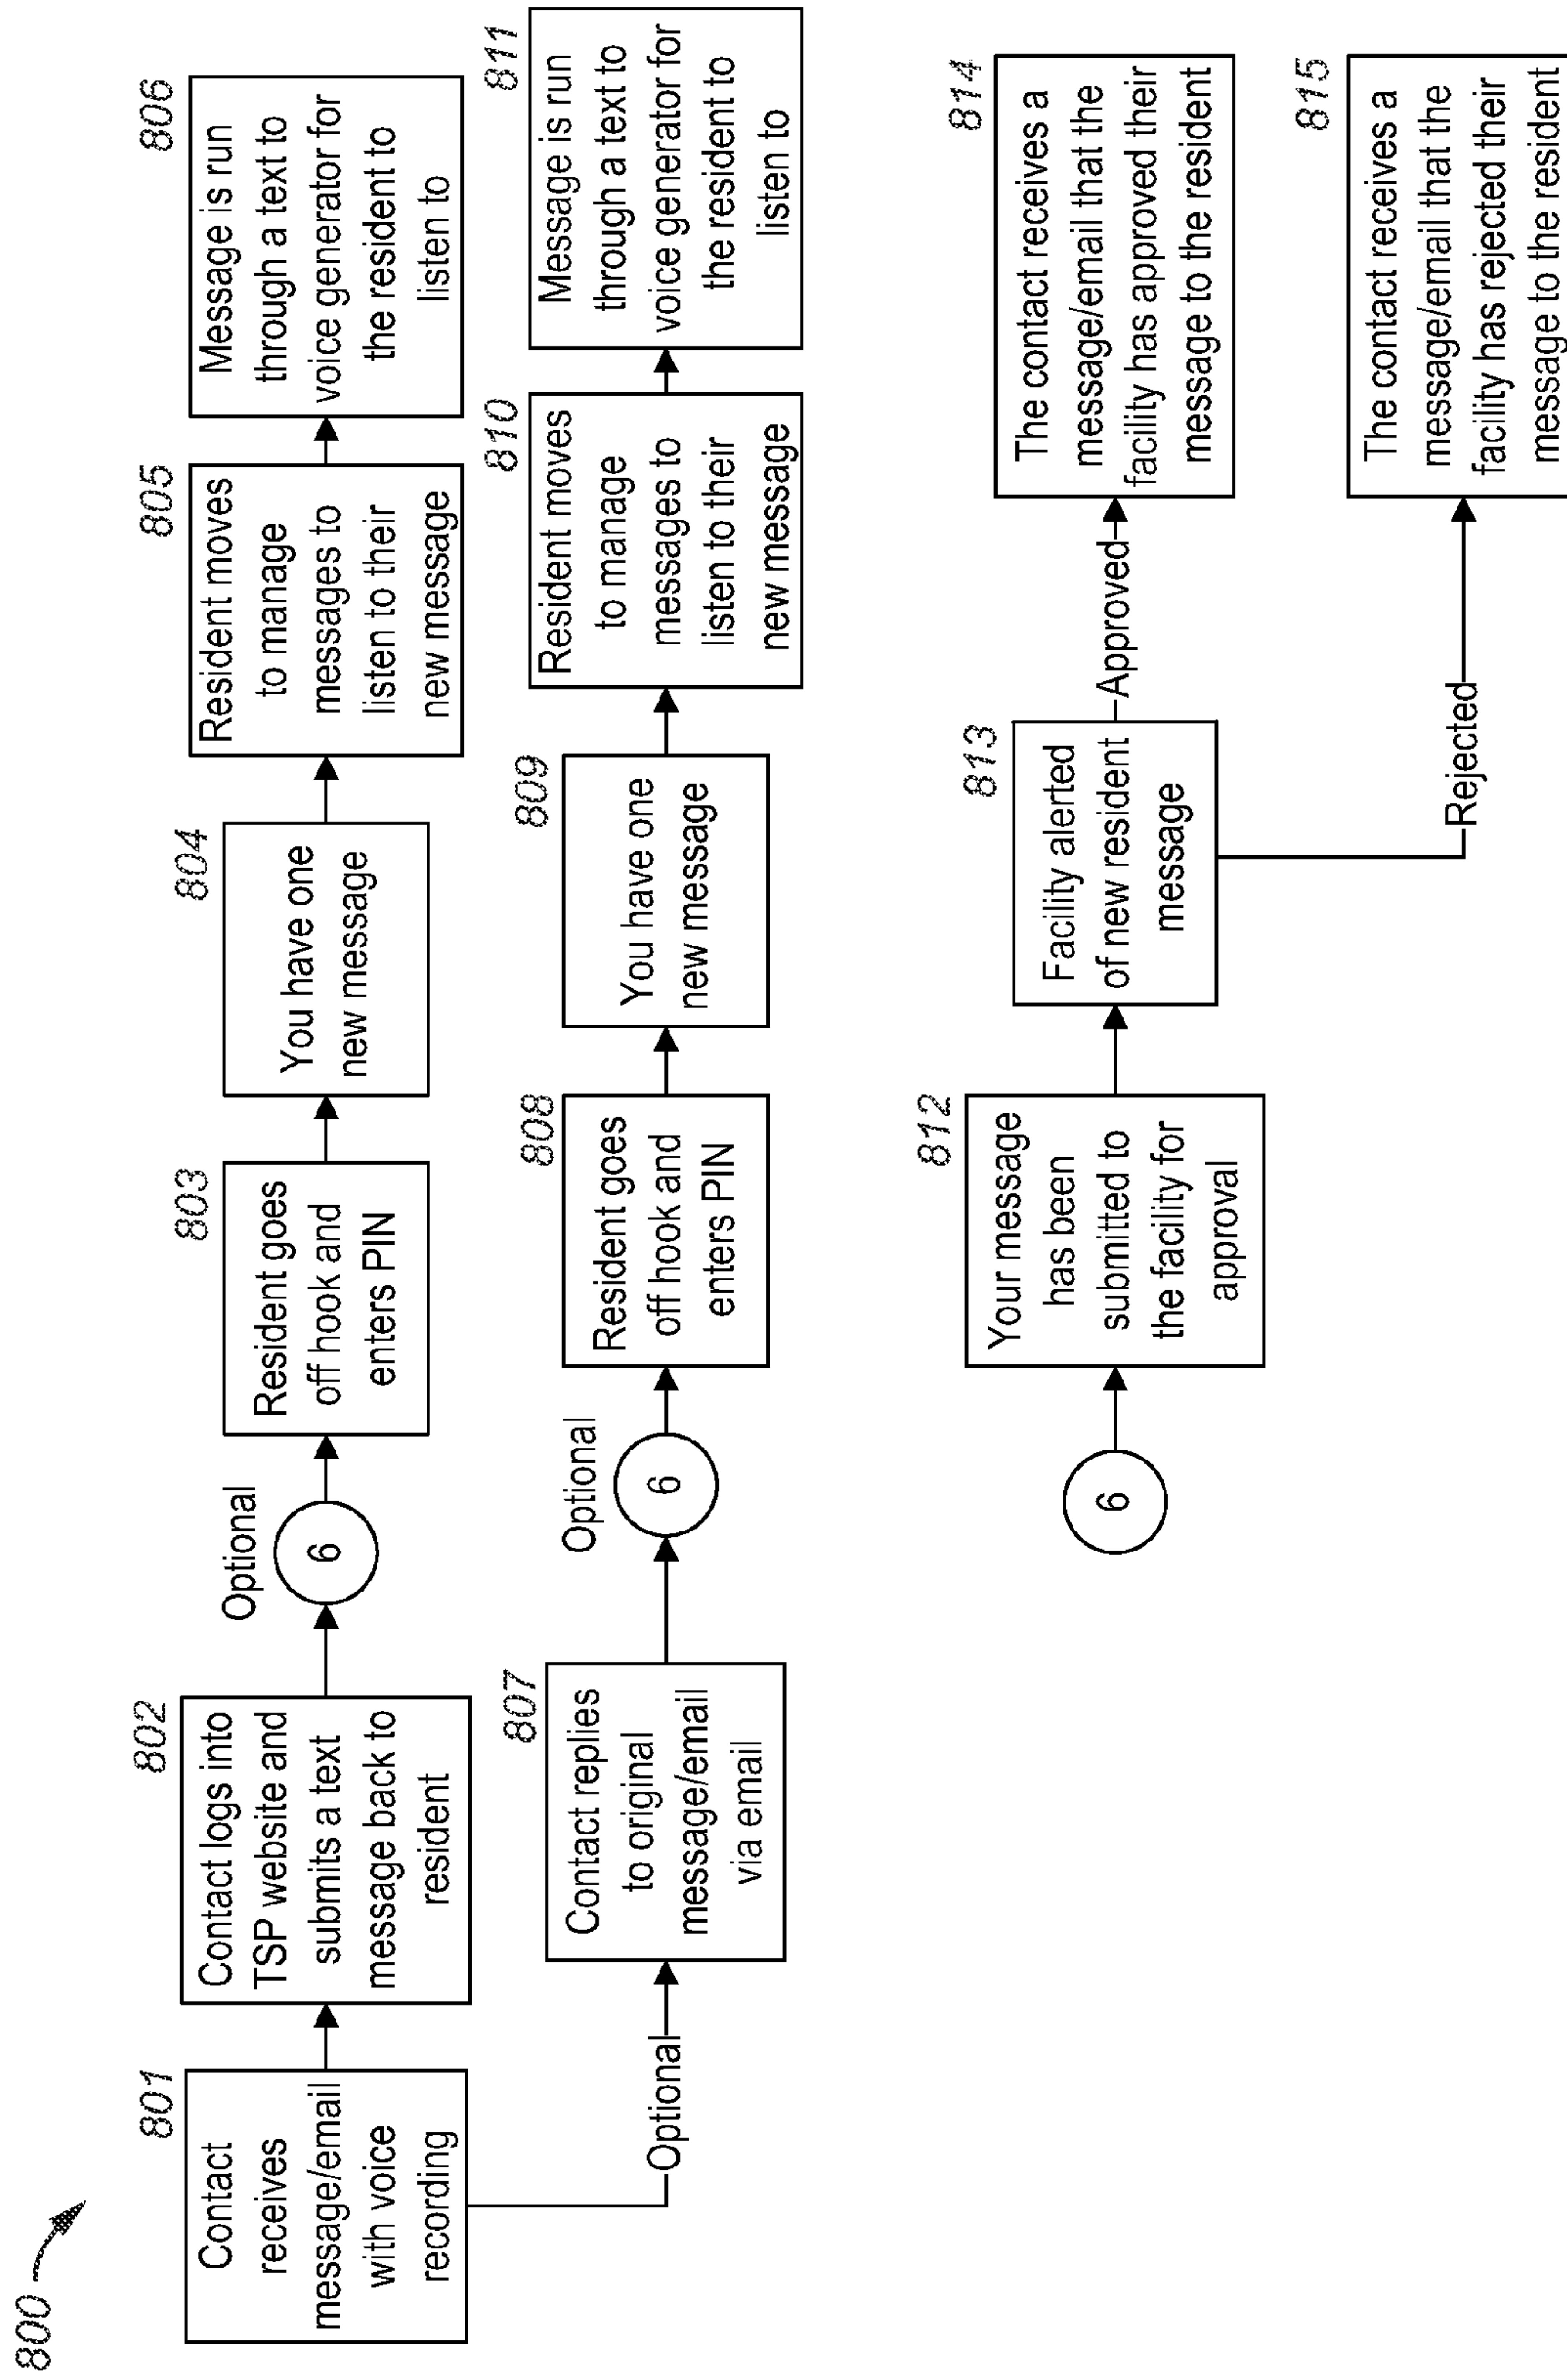 800
801
Contact
receives
message/email
with voice
recording
802
Contact logs into
TSP website and
submits a text
message back to
resident
Optional
6
803
Resident goes
off hook and
enters PIN
804
You have one
new message
805
Resident moves
to manage
messages to
listen to their
new message
806
Message is run
through a text to
voice generator for
the resident to
listen to
Optional
807
Contact replies
to original
message/email
via email
Optional
6
808
Resident goes
off hook and
enters PIN
809
You have one
new message
810
Resident moves
to manage
messages to
listen to their
new message
811
Message is run
through a text to
voice generator for
the resident to
listen to
6
812
Your message
has been
submitted to
the facility for
approval
813
Facility alerted
of new resident
message
Approved
814
The contact receives a
message/email that the
facility has approved their
message to the resident
Rejected
815
The contact receives a
message/email that the
facility has rejected their
message to the resident